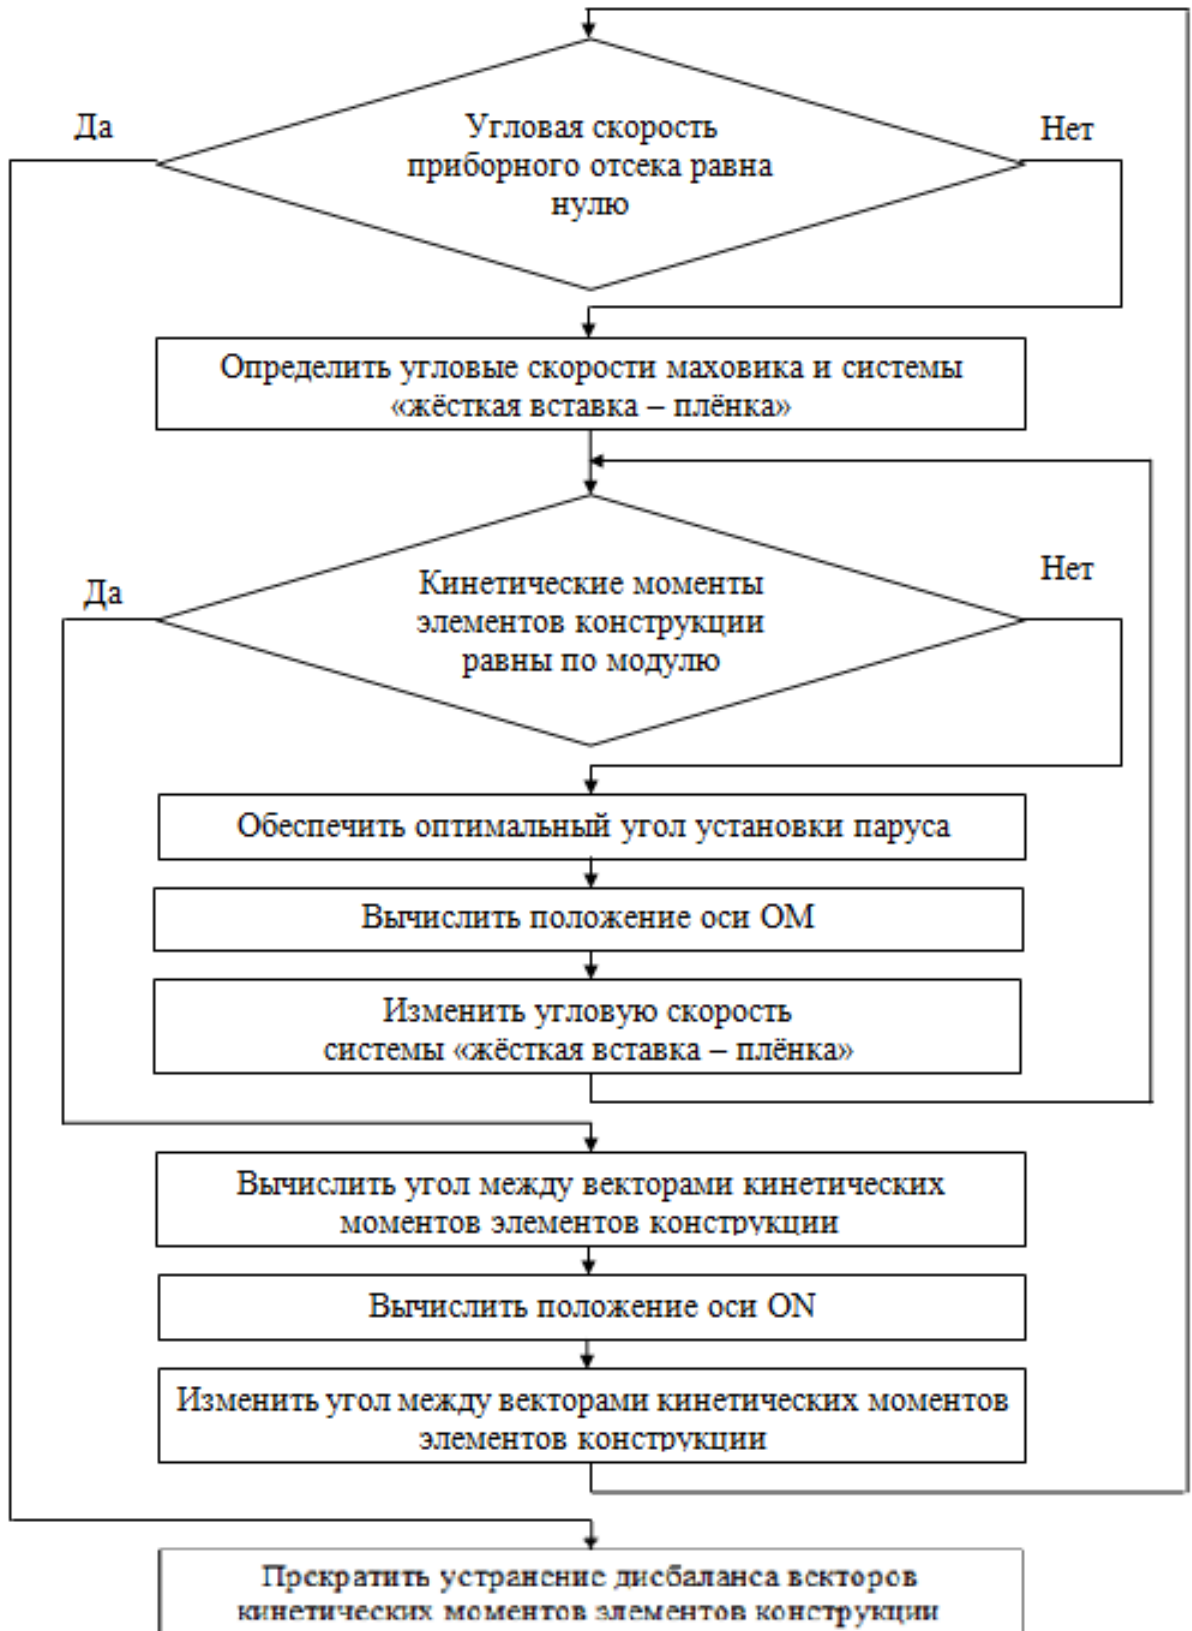 Да
Нет
Угловая скорость
приборного отсека равна
нулю
Определить угловые скорости маховика и системы
«жёсткая вставка – плёнка»
Да
Нет
Кинетические моменты
элементов конструкции
равны по модулю
Обеспечить оптимальный угол установки паруса
Вычислить положение оси OM
Изменить угловую скорость
системы «жёсткая вставка – плёнка»
Вычислить угол между векторами кинетических
моментов элементов конструкции
Вычислить положение оси ON
Изменить угол между векторами кинетических моментов
элементов конструкции
Прекратить устранение дисбаланса векторов
кинетических моментов элементов конструкции